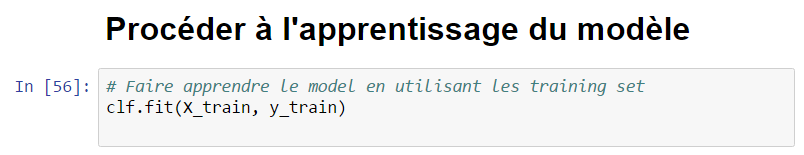 Procéder à l'apprentissage du modèle
In [56]: # Faire apprendre le model en utilisant les training set
clf.fit(X_train, y_train)